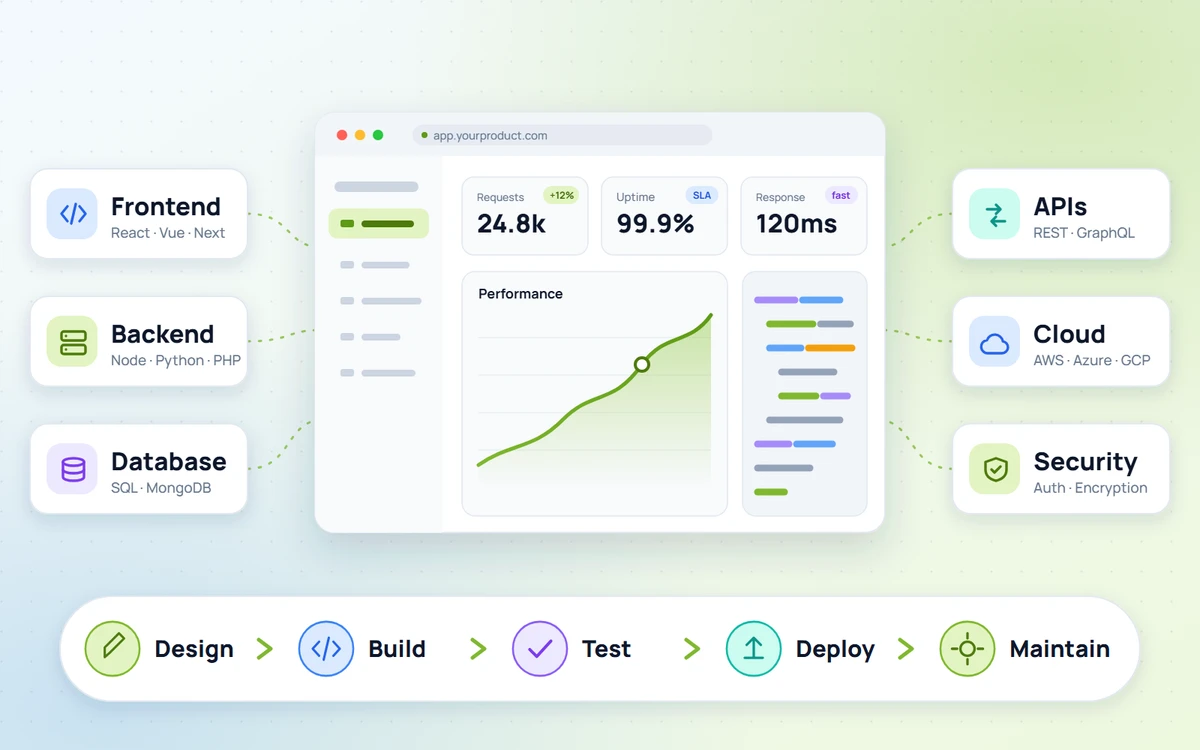 app.yourproduct.com
Frontend
React · Vue · Next
Backend
Node · Python · PHP
Database
SQL · MongoDB
Requests
+12%
24.8k
Uptime
SLA
99.9%
Response
fast
120ms
Performance
APIs
REST · GraphQL
Cloud
AWS · Azure · GCP
Security
Auth · Encryption
Design
Build
Test
Deploy
Maintain